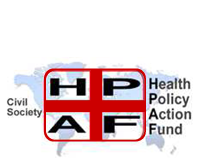 H P
A F
Civil
Society
Health
Policy
Action
Fund